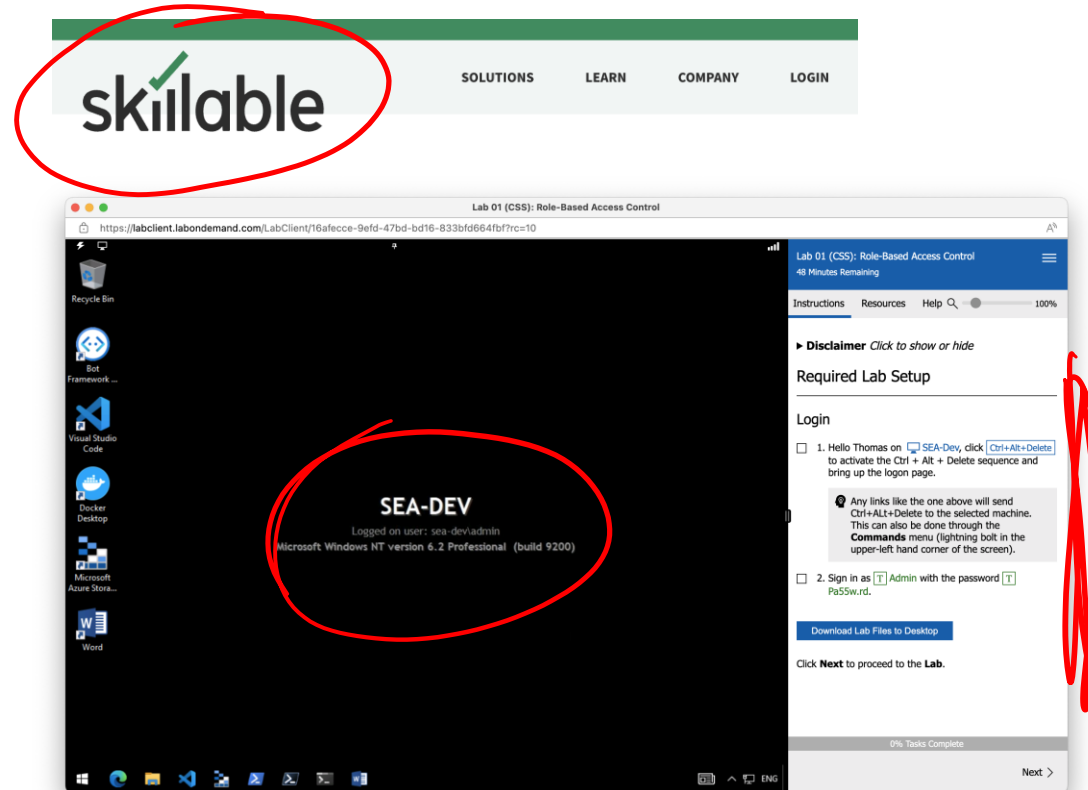 skillable
SOLUTIONS LEARN COMPANY LOGIN
Lab 01 (CSS): Role-Based Access Control
https://labclient.labondemand.com/LabClient/16afecce-9efd-47bd-bd16-833bfd664fbf?rc=10
Recycle Bin
Bot
Framework ...
Visual Studio
Code
Docker
Desktop
Microsoft
Azure Stora...
Word
SEA-DEV
Logged on user: sea-dev\admin
Microsoft Windows NT version 6.2 Professional (build 9200)
ENG
Lab 01 (CSS): Role-Based Access Control
48 Minutes Remaining
Instructions Resources Help 100%
Disclaimer Click to show or hide
Required Lab Setup
Login
1. Hello Thomas on SEA-Dev, click Ctrl+Alt+Delete
to activate the Ctrl + Alt + Delete sequence and
bring up the logon page.
Any links like the one above will send
Ctrl+ALt+Delete to the selected machine.
This can also be done through the
Commands menu (lightning bolt in the
upper-left hand corner of the screen).
2. Sign in as T Admin with the password T
Pa55w.rd.
Download Lab Files to Desktop
Click Next to proceed to the Lab.
0% Tasks Complete
Next >